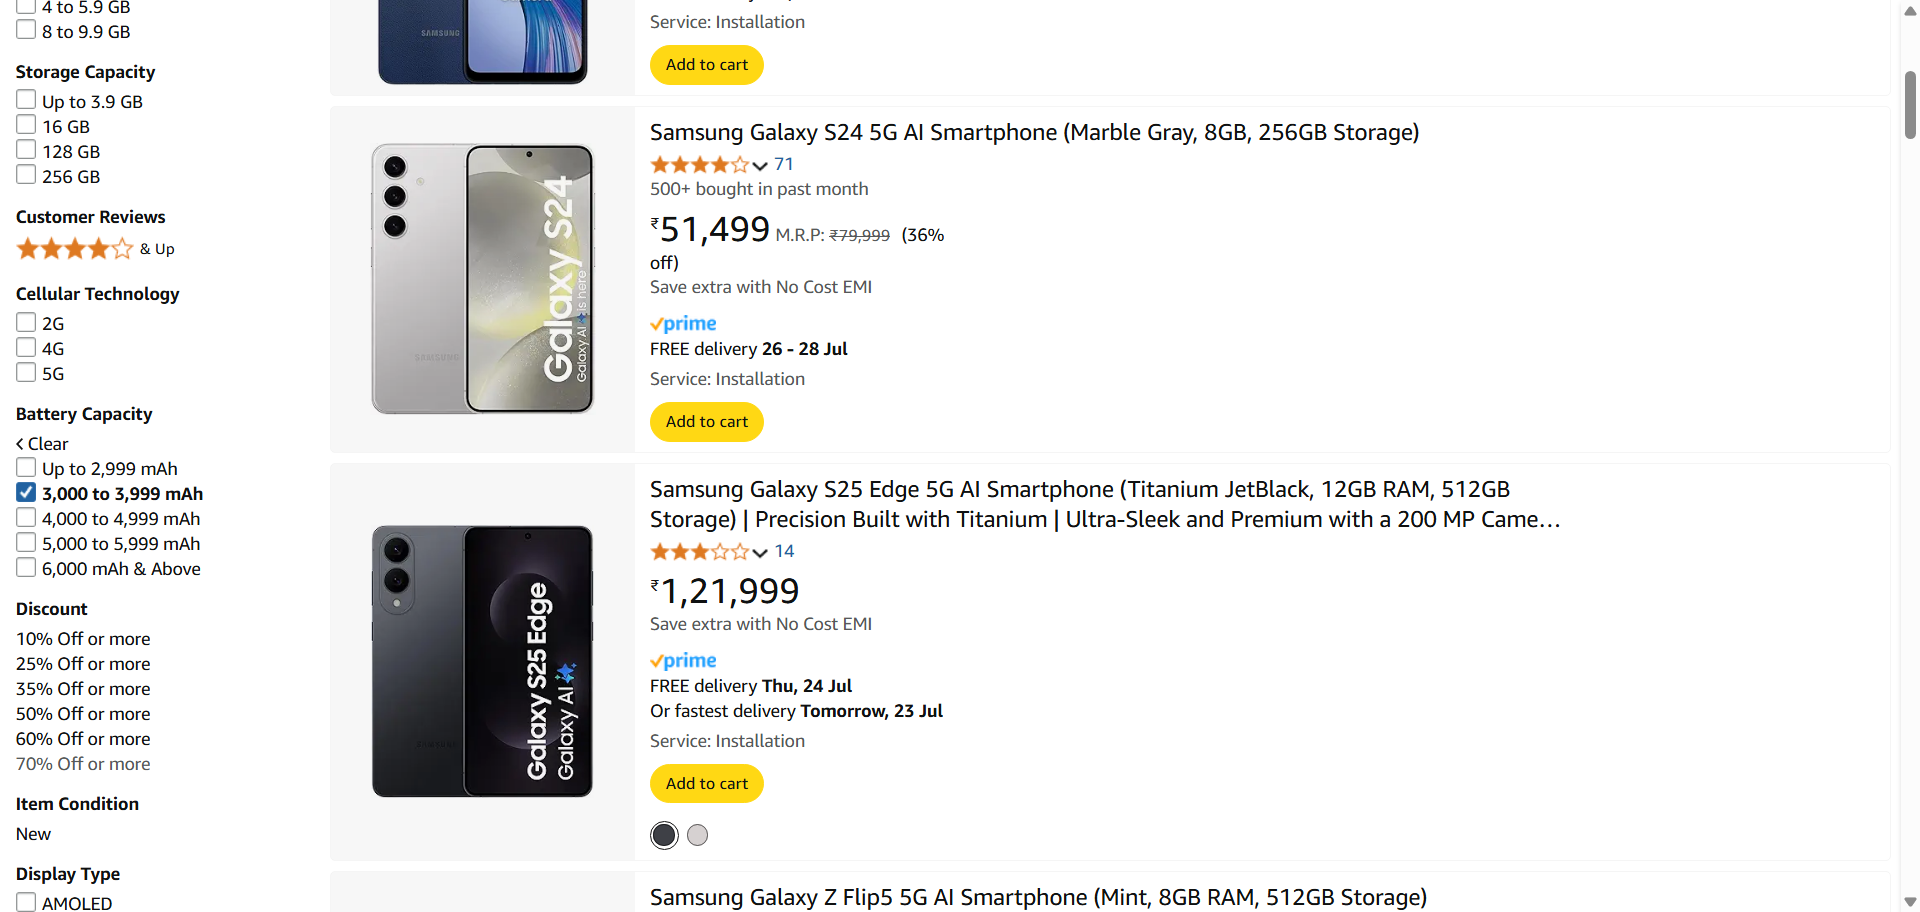 4 to 5.9 GB
8 to 9.9 GB
Storage Capacity
Up to 3.9 GB
16 GB
128 GB
256 GB
Customer Reviews
& Up
Cellular Technology
2G
4G
5G
Battery Capacity
Clear
Up to 2,999 mAh
3,000 to 3,999 mAh
4,000 to 4,999 mAh
5,000 to 5,999 mAh
6,000 mAh & Above
Discount
10% Off or more
25% Off or more
35% Off or more
50% Off or more
60% Off or more
70% Off or more
Item Condition
New
Display Type
AMOLED
SAMSUNG
Service: Installation
Add to cart
Galaxy S24
Galaxy AI is here
SAMSUNG
Samsung Galaxy S24 5G AI Smartphone (Marble Gray, 8GB, 256GB Storage)
71
500+ bought in past month
₹51,499 M.R.P: ₹79,999 (36%
off)
Save extra with No Cost EMI
prime
FREE delivery 26 - 28 Jul
Service: Installation
Add to cart
Galaxy S25 Edge
Galaxy AI
SAMSUNG
Samsung Galaxy S25 Edge 5G AI Smartphone (Titanium JetBlack, 12GB RAM, 512GB
Storage) | Precision Built with Titanium | Ultra-Sleek and Premium with a 200 MP Came…
14
₹1,21,999
Save extra with No Cost EMI
prime
FREE delivery Thu, 24 Jul
Or fastest delivery Tomorrow, 23 Jul
Service: Installation
Add to cart
Samsung Galaxy Z Flip5 5G AI Smartphone (Mint, 8GB RAM, 512GB Storage)